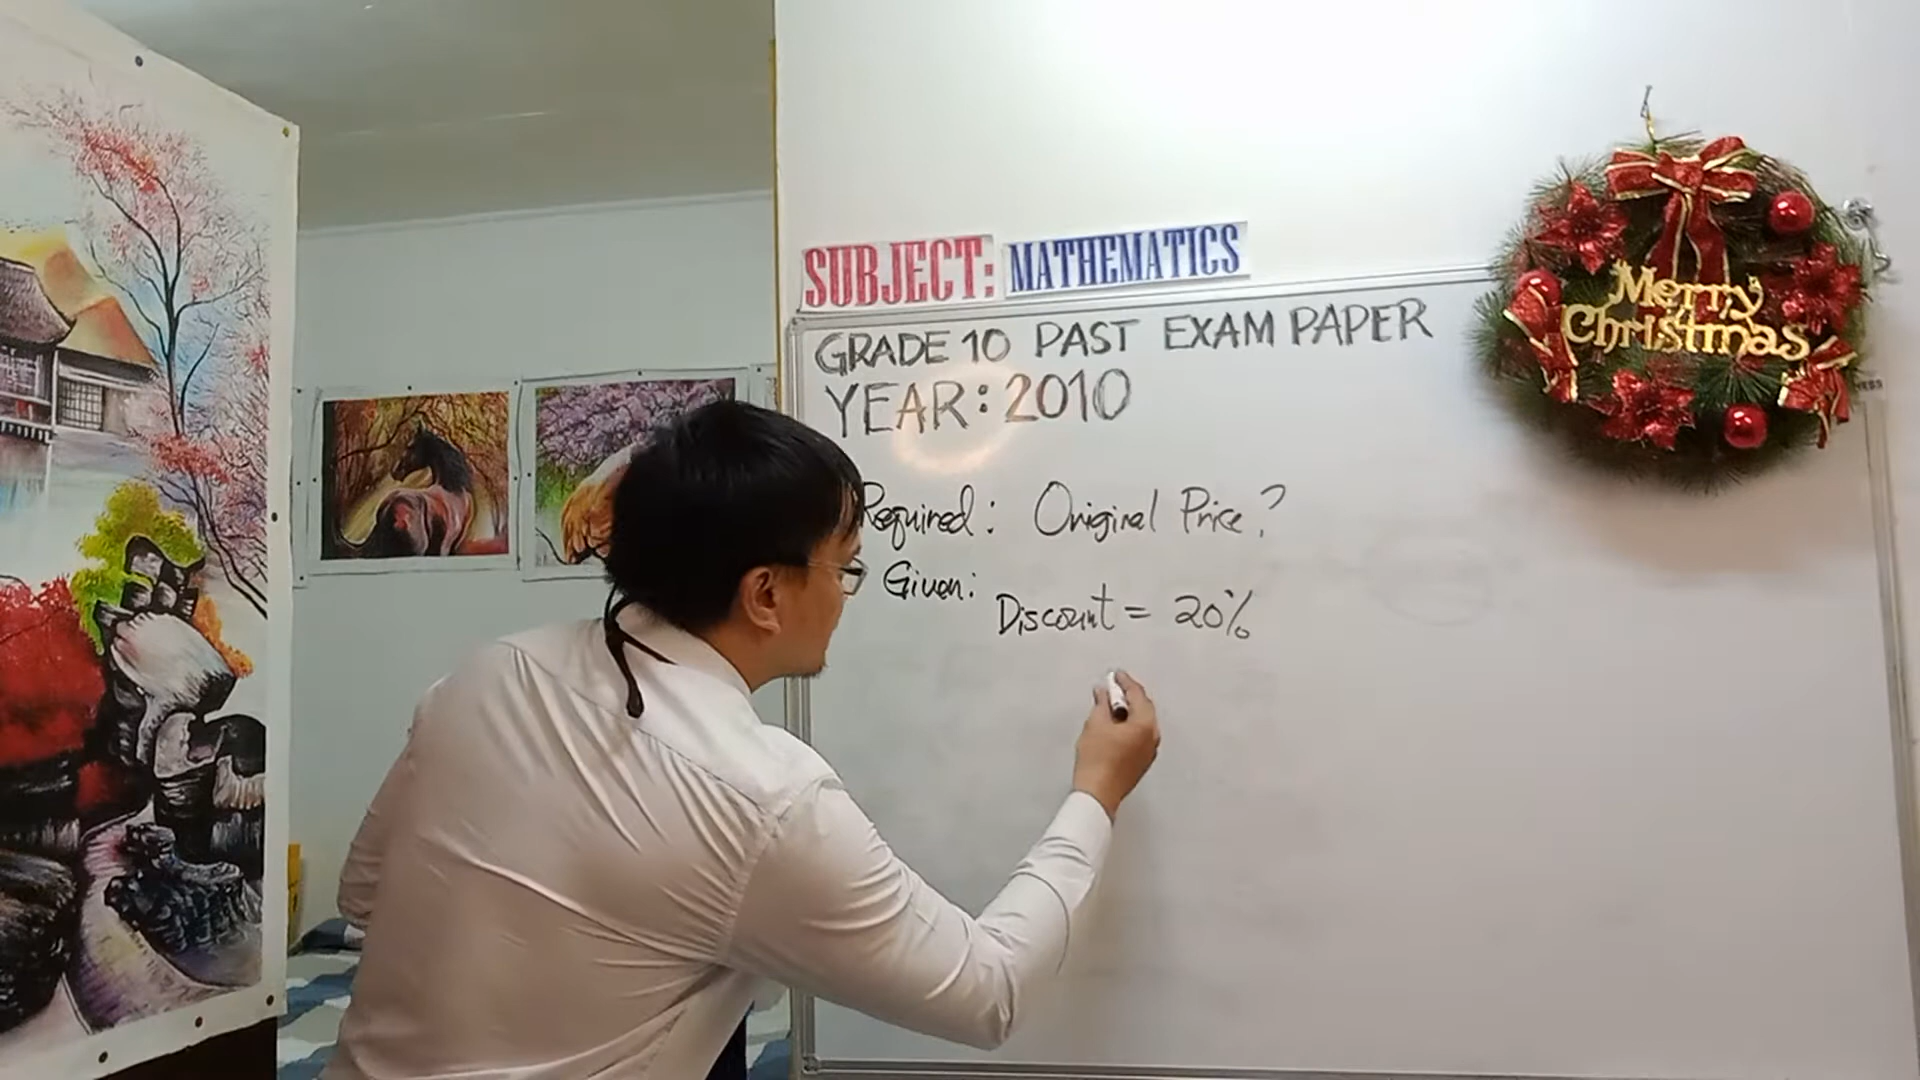 SUBJECT: MATHEMATICS
GRADE 10 PAST EXAM PAPER
YEAR: 2010
Required: Original Price?
Given:
Discount = 20%
Merry
Christmas